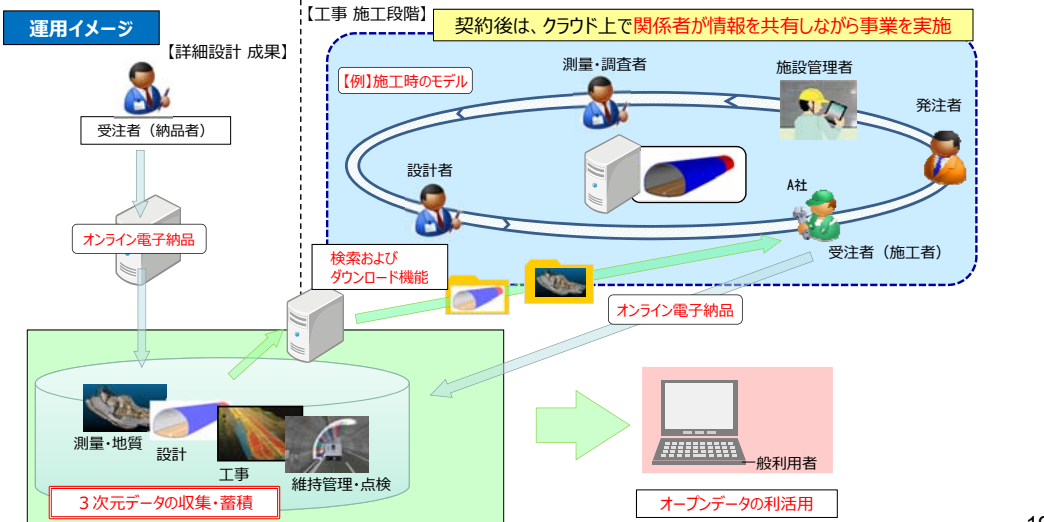 運用イメージ
【詳細設計 成果】
受注者（納品者）
オンライン電子納品
【工事 施工段階】
契約後は、クラウド上で関係者が情報を共有しながら事業を実施
【例】施工時のモデル
測量・調査者
施設管理者
発注者
設計者
A社
受注者（施工者）
検索および
ダウンロード機能
オンライン電子納品
測量・地質
設計
工事
維持管理・点検
３次元データの収集・蓄積
一般利用者
オープンデータの利活用